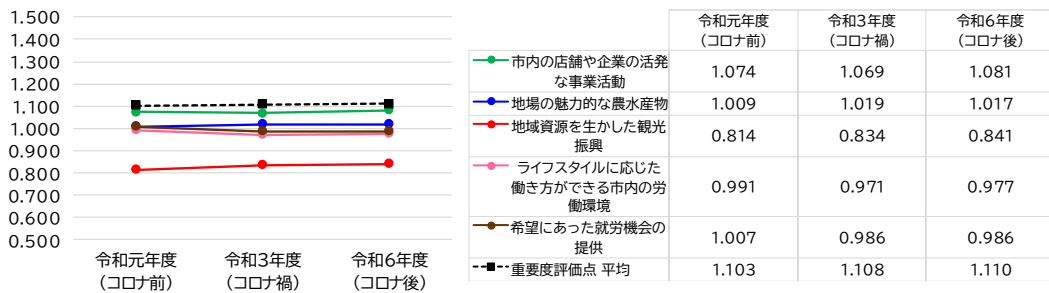 1.500
1.400
1.300
1.200
1.100
1.000
0.900
0.800
0.700
0.600
0.500
令和元年度
(コロナ前)
令和3年度
(コロナ禍)
令和6年度
(コロナ後)
令和元年度
(コロナ前)
令和3年度
(コロナ禍)
令和6年度
(コロナ後)
市内の店舗や企業の活発
な事業活動
1.074 1.069 1.081
地場の魅力的な農水産物 1.009 1.019 1.017
地域資源を生かした観光
振興
0.814 0.834 0.841
ライフスタイルに応じた
働き方ができる市内の労
働環境
0.991 0.971 0.977
希望にあった就労機会の
提供
1.007 0.986 0.986
重要度評価点 平均 1.103 1.108 1.110